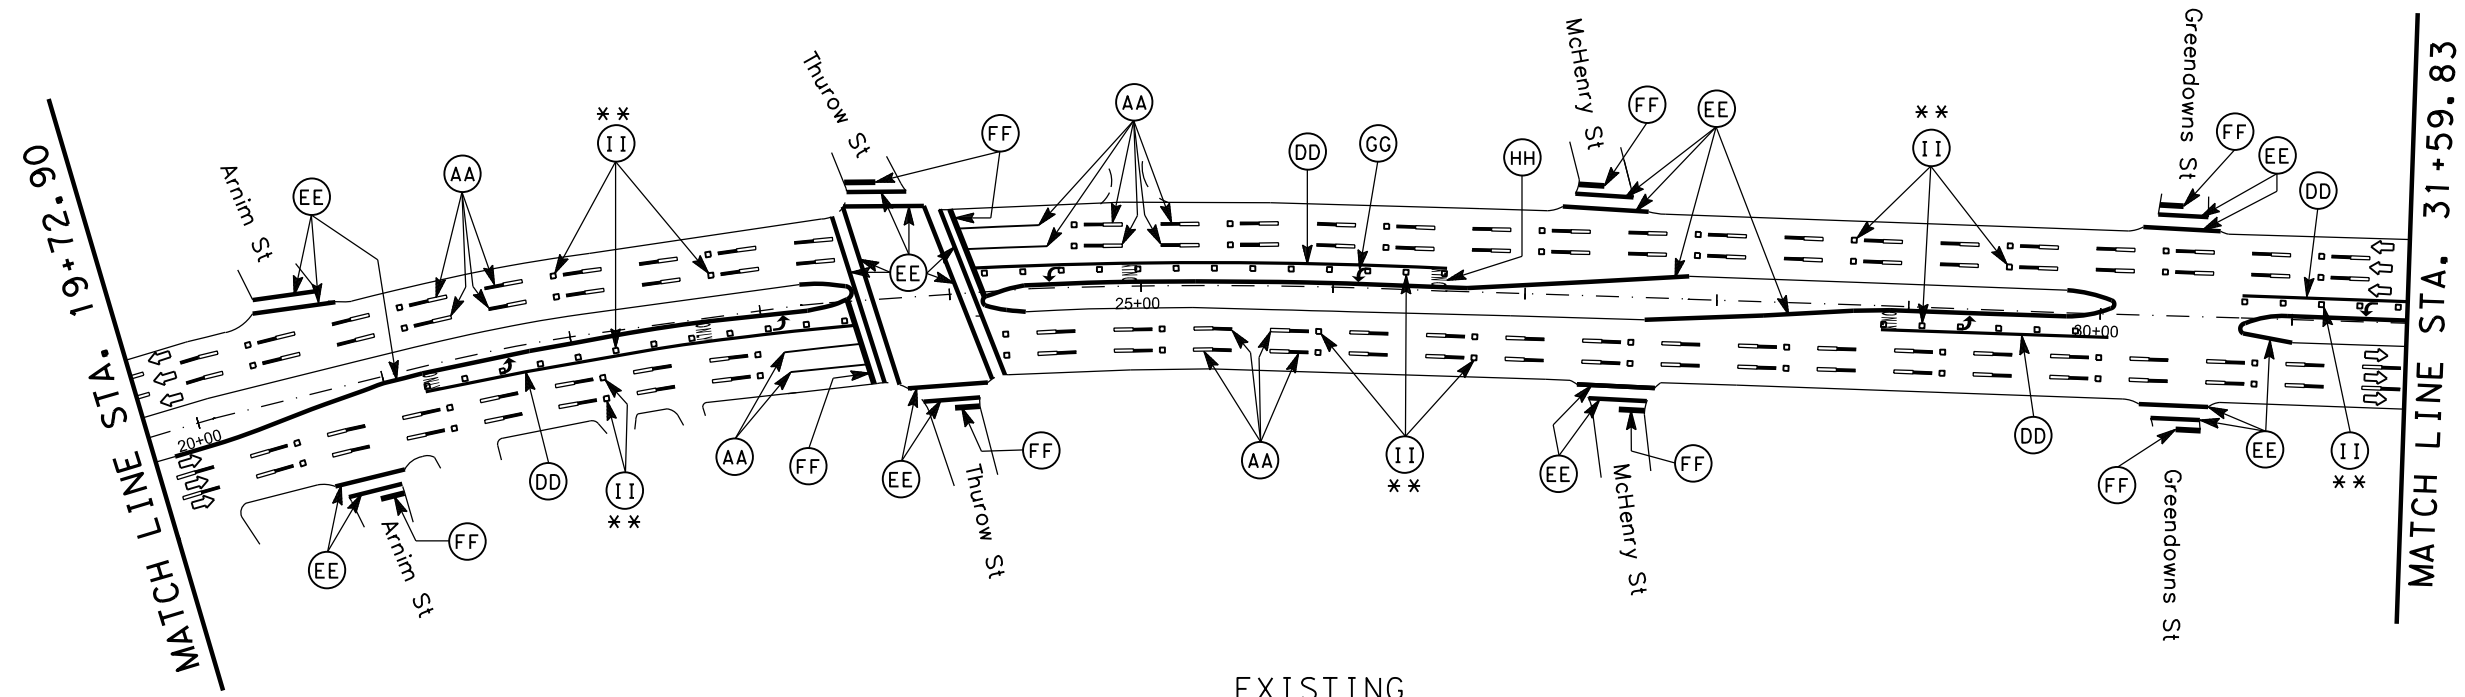 MATCH LINE STA.
19+72.90
Arnim St
EE
AA
**
II
Thurow St
FF
EE
AA
DD
GG
HH
McHenry St
FF
EE
**
II
Greendowns St
FF
EE
DD
MATCH LINE STA. 31+59.83
20+00
25+00
30+00
EE
Arnim St
FF
DD
II
**
AA
FF
EE
Thurow St
FF
AA
II
**
EE
McHenry St
FF
DD
FF
Greendowns St
EE
II
**
EXISTING